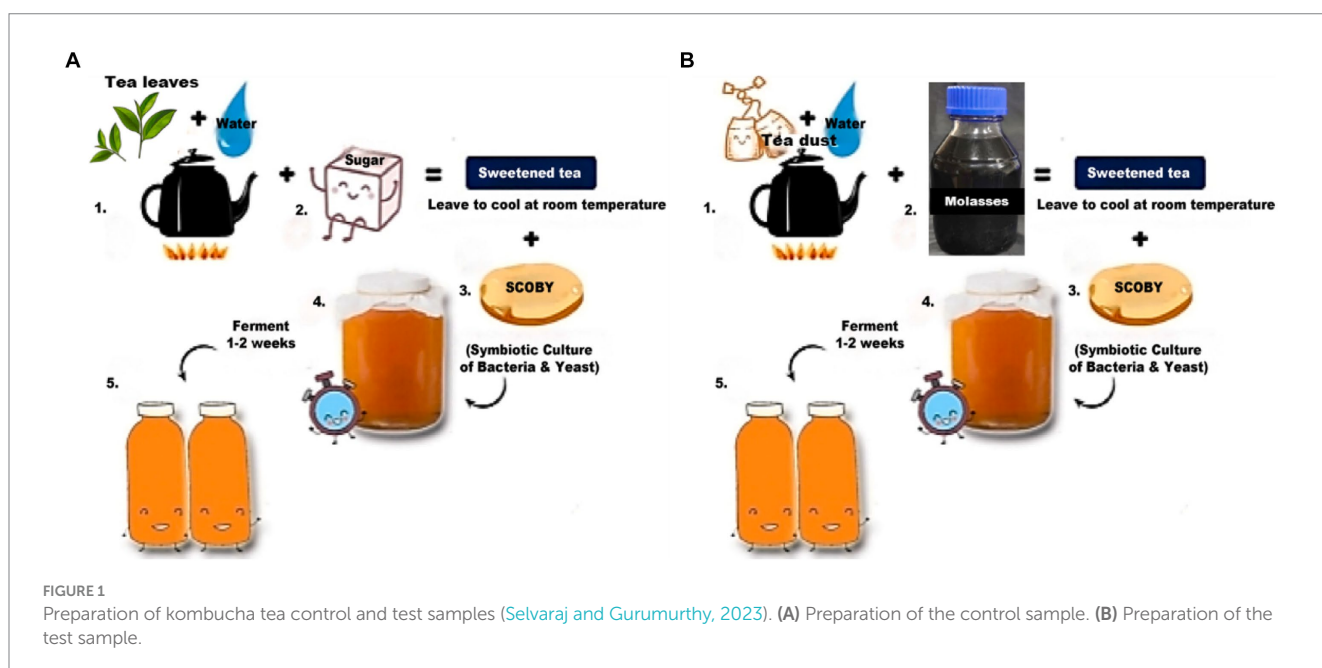 A
Tea leaves
+
Water
1.
+
2.
Sugar
=
Sweetened tea
Leave to cool at room temperature
+
3.
SCOBY
(Symbiotic Culture
of Bacteria & Yeast)
4.
Ferment
1-2 weeks
5.
B
+
Water
Tea dust
1.
+
2.
Molasses
=
Sweetened tea
Leave to cool at room temperature
+
3.
SCOBY
(Symbiotic Culture
of Bacteria & Yeast)
4.
Ferment
1-2 weeks
5.
FIGURE 1
Preparation of kombucha tea control and test samples (Selvaraj and Gurumurthy, 2023). (A) Preparation of the control sample. (B) Preparation of the
test sample.